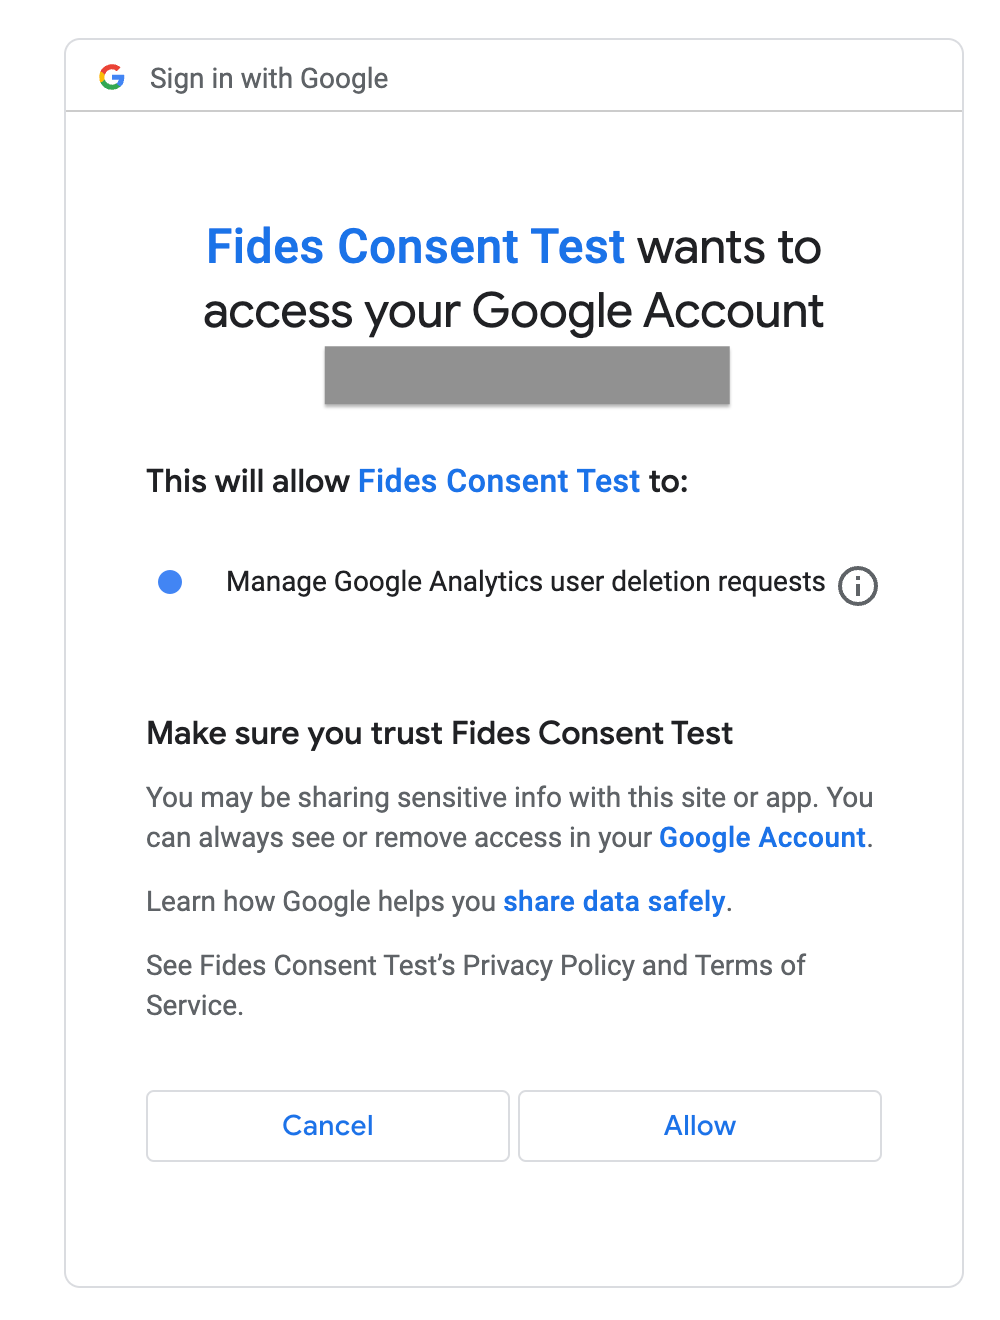 Sign in with Google
Fides Consent Test wants to
access your Google Account
This will allow Fides Consent Test to:
Manage Google Analytics user deletion requests
Make sure you trust Fides Consent Test
You may be sharing sensitive info with this site or app. You
can always see or remove access in your Google Account.
Learn how Google helps you share data safely.
See Fides Consent Test’s Privacy Policy and Terms of
Service.
Cancel
Allow